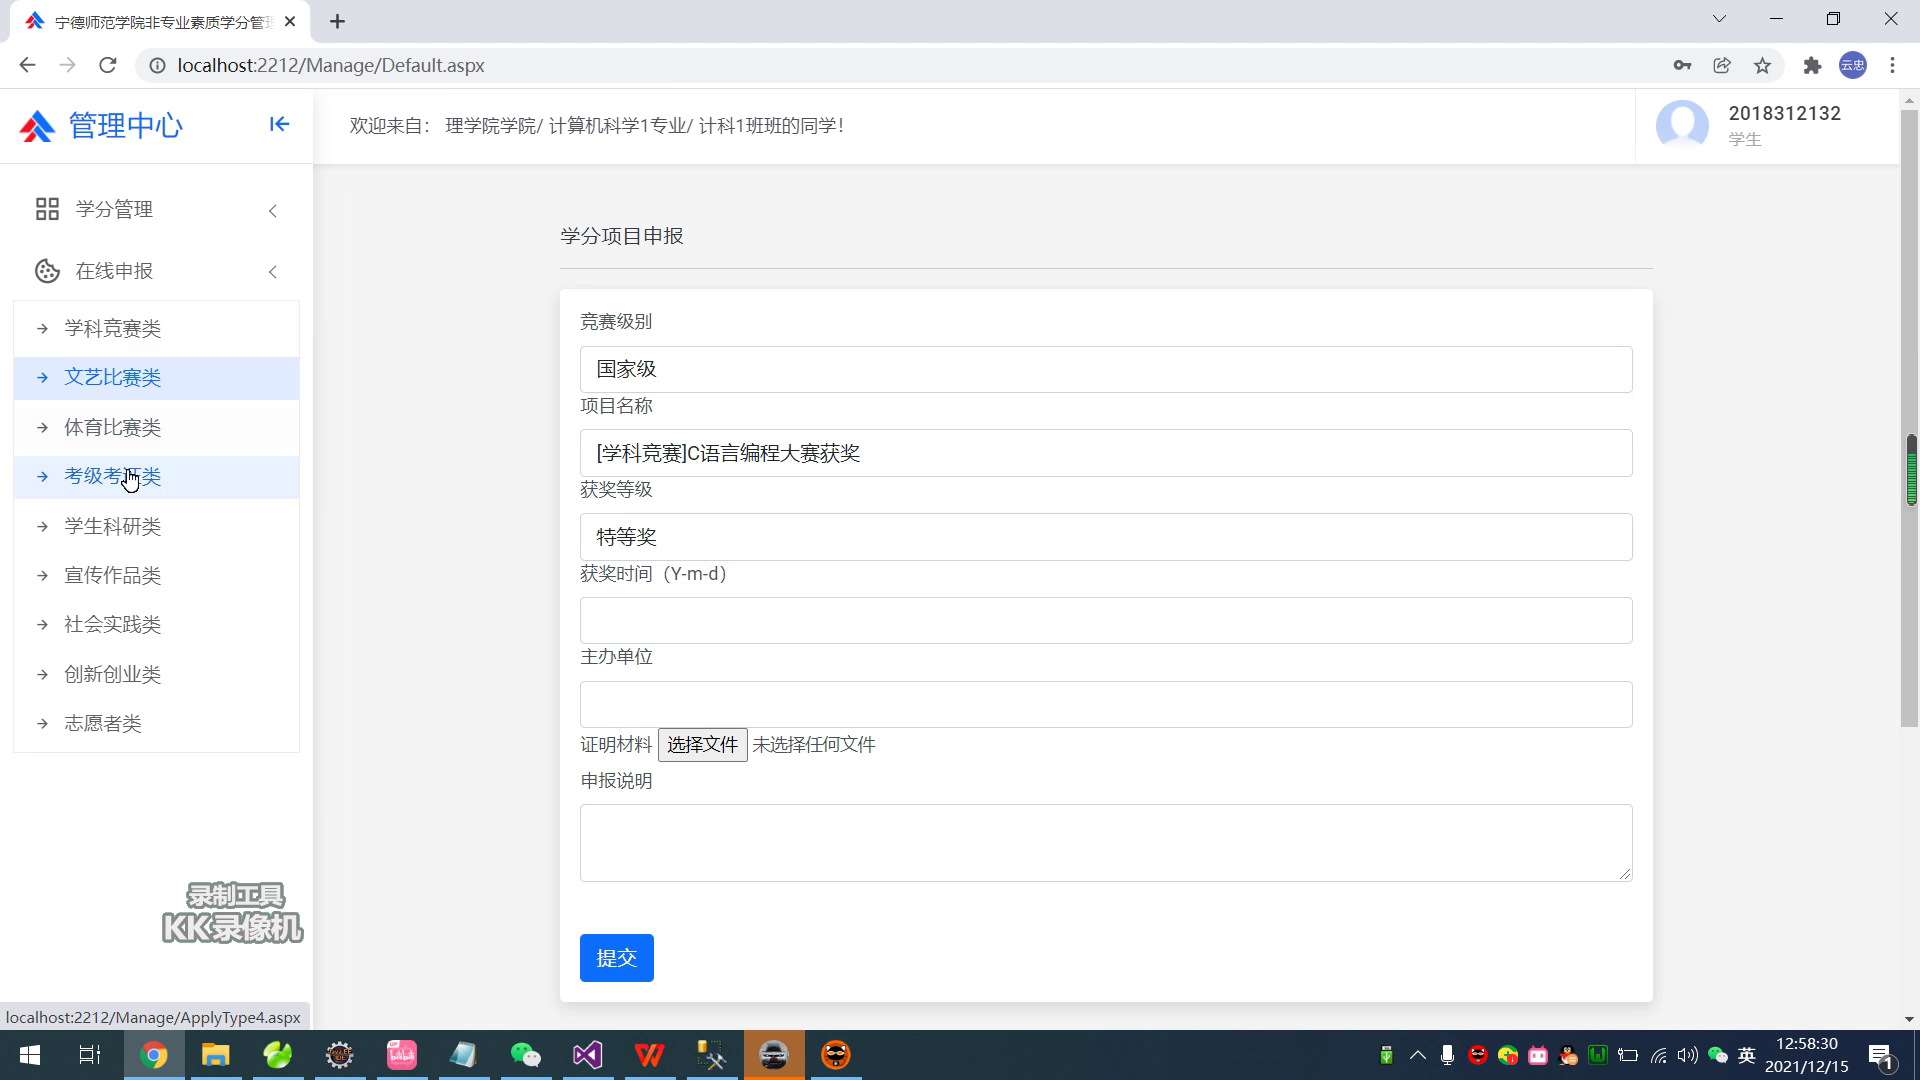 宁德师范学院非专业素质学分管理
localhost:2212/Manage/Default.aspx
云忠
管理中心
欢迎来自： 理学院学院/ 计算机科学1专业/ 计科1班班的同学！
2018312132
学生
学分管理
在线申报
学科竞赛类
文艺比赛类
体育比赛类
考级考证类
学生科研类
宣传作品类
社会实践类
创新创业类
志愿者类
学分项目申报
竞赛级别
国家级
项目名称
[学科竞赛]C语言编程大赛获奖
获奖等级
特等奖
获奖时间（Y-m-d）
主办单位
证明材料 选择文件 未选择任何文件
申报说明
提交
录制工具
KK录像机
localhost:2212/Manage/ApplyType4.aspx
英
12:58:30
2021/12/15
1